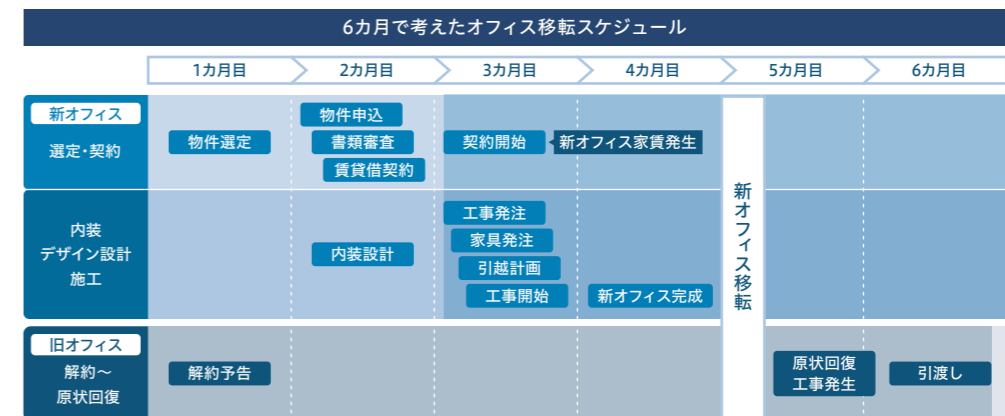 6カ月で考えたオフィス移転スケジュール
1カ月目
2カ月目
3カ月目
4カ月目
5カ月目
6カ月目
新オフィス
選定・契約
物件選定
物件申込
書類審査
賃貸借契約
契約開始
新オフィス家賃発生
内装
デザイン設計
施工
内装設計
工事発注
家具発注
引越計画
工事開始
新オフィス完成
新オフィス移転
旧オフィス
解約〜
原状回復
解約予告
原状回復
工事発生
引渡し